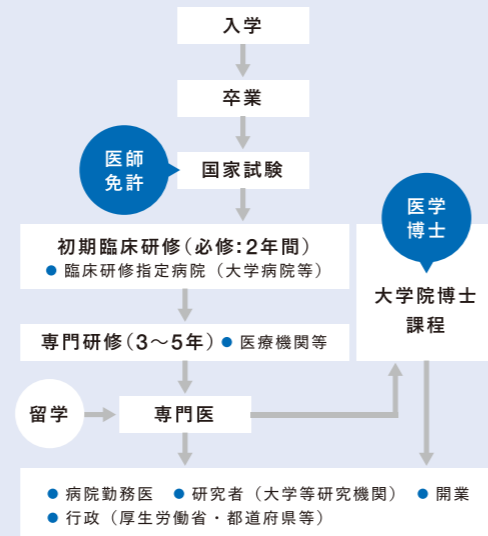 入学
卒業
医師
免許
国家試験
初期臨床研修(必修:2年間)
● 臨床研修指定病院（大学病院等）
医学
博士
大学院博士
課程
専門研修(3〜5年) ● 医療機関等
留学
専門医
● 病院勤務医 ● 研究者（大学等研究機関） ● 開業
● 行政（厚生労働省・都道府県等）